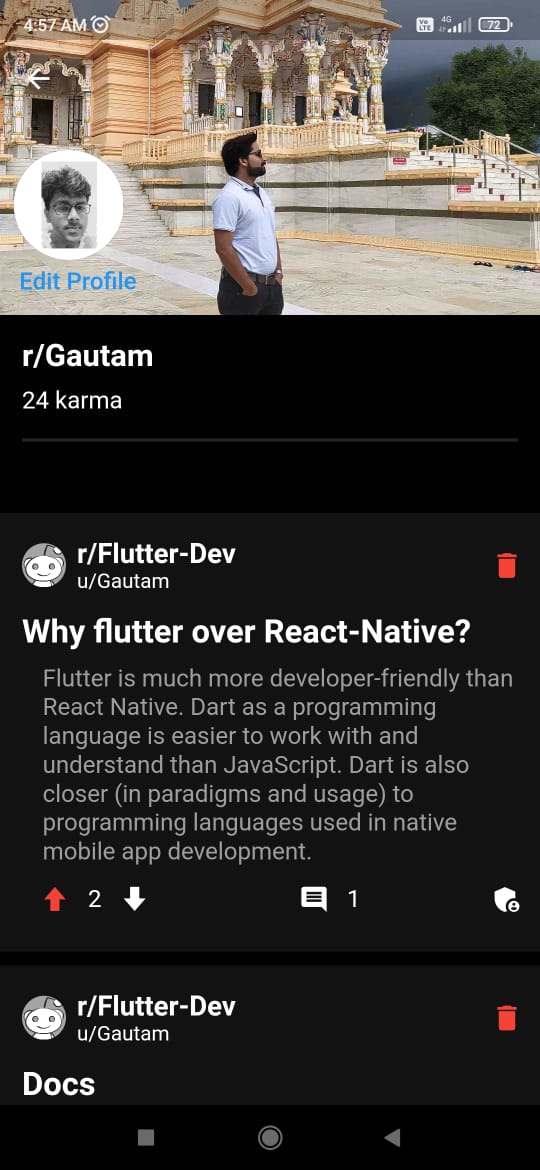 4:57 AM
Vo LTE
4G
72
Edit Profile
r/Gautam
24 karma
r/Flutter-Dev
u/Gautam
Why flutter over React-Native?
Flutter is much more developer-friendly than
React Native. Dart as a programming
language is easier to work with and
understand than JavaScript. Dart is also
closer (in paradigms and usage) to
programming languages used in native
mobile app development.
2
1
r/Flutter-Dev
u/Gautam
Docs